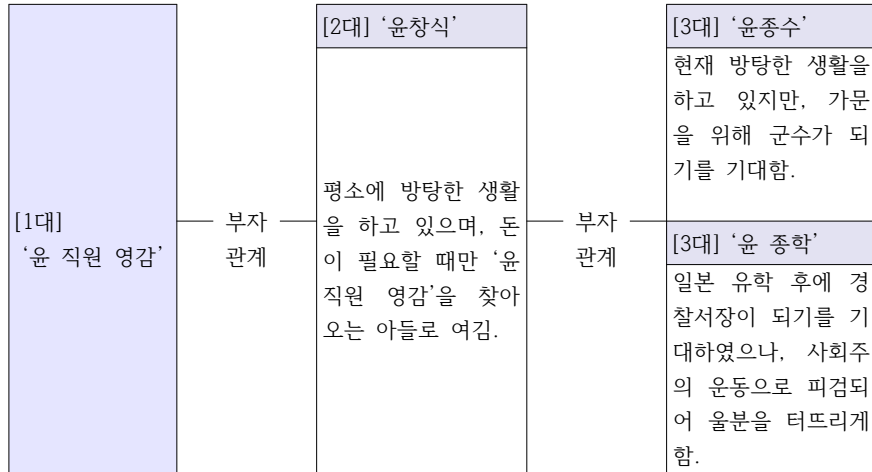 [1대]
‘윤 직원 영감’
부자
관계
[2대] ‘윤창식’
평소에 방탕한 생활
을 하고 있으며, 돈
이 필요할 때만 ‘윤
직원 영감’을 찾아
오는 아들로 여김.
부자
관계
[3대] ‘윤종수’
현재 방탕한 생활을
하고 있지만, 가문
을 위해 군수가 되
기를 기대함.
[3대] ‘윤 종학’
일본 유학 후에 경
찰서장이 되기를 기
대하였으나, 사회주
의 운동으로 피검되
어 울분을 터뜨리게
함.